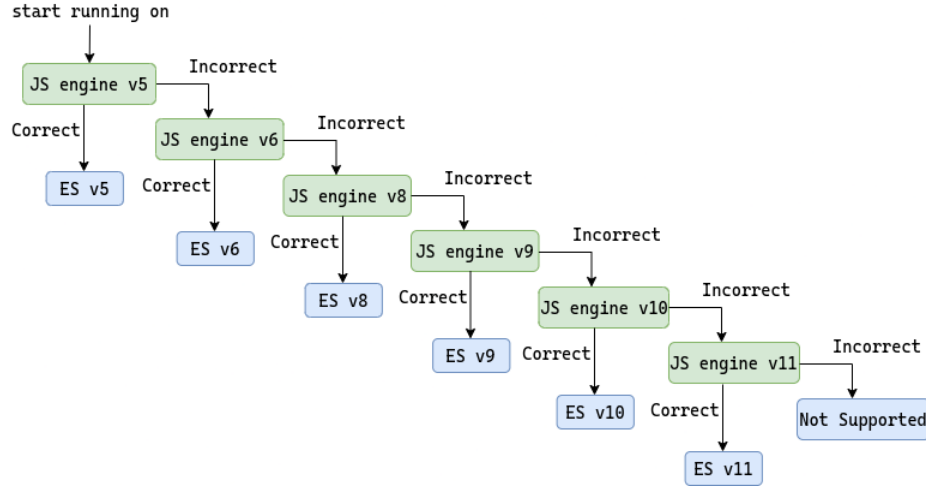 start running on
Incorrect
JS engine v5
Correct
Incorrect
JS engine v6
ES v5
Correct
Incorrect
JS engine v8
ES v6
Correct
Incorrect
JS engine v9
ES v8
Correct
Incorrect
JS engine v10
ES v9
Correct
Incorrect
JS engine v11
ES v10
Correct
Not Supported
ES v11